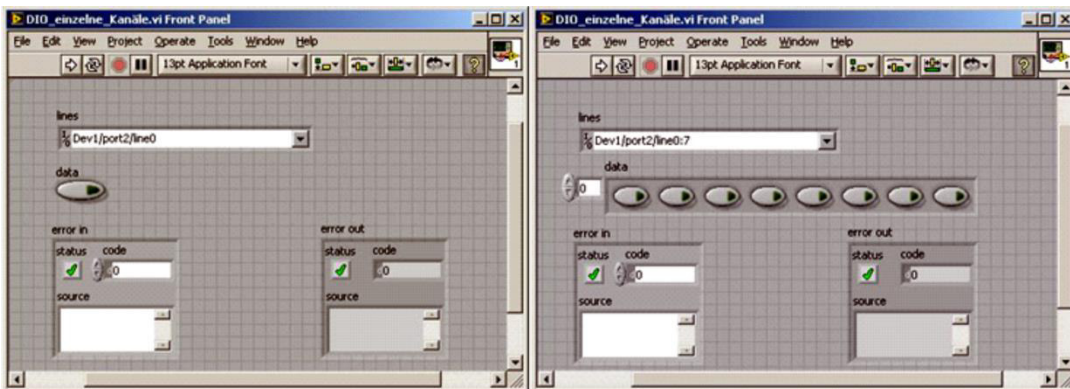 DIO_einzelne_Kanäle.vi Front Panel
File Edit View Project Operate Tools Window Help
13pt Application Font
1
lines
Dev1/port2/line0
data
error in
status code
0
source
error out
status code
0
source
DIO_einzelne_Kanäle.vi Front Panel
File Edit View Project Operate Tools Window Help
13pt Application Font
1
lines
Dev1/port2/line0:7
data
0
error in
status code
0
source
error out
status code
0
source